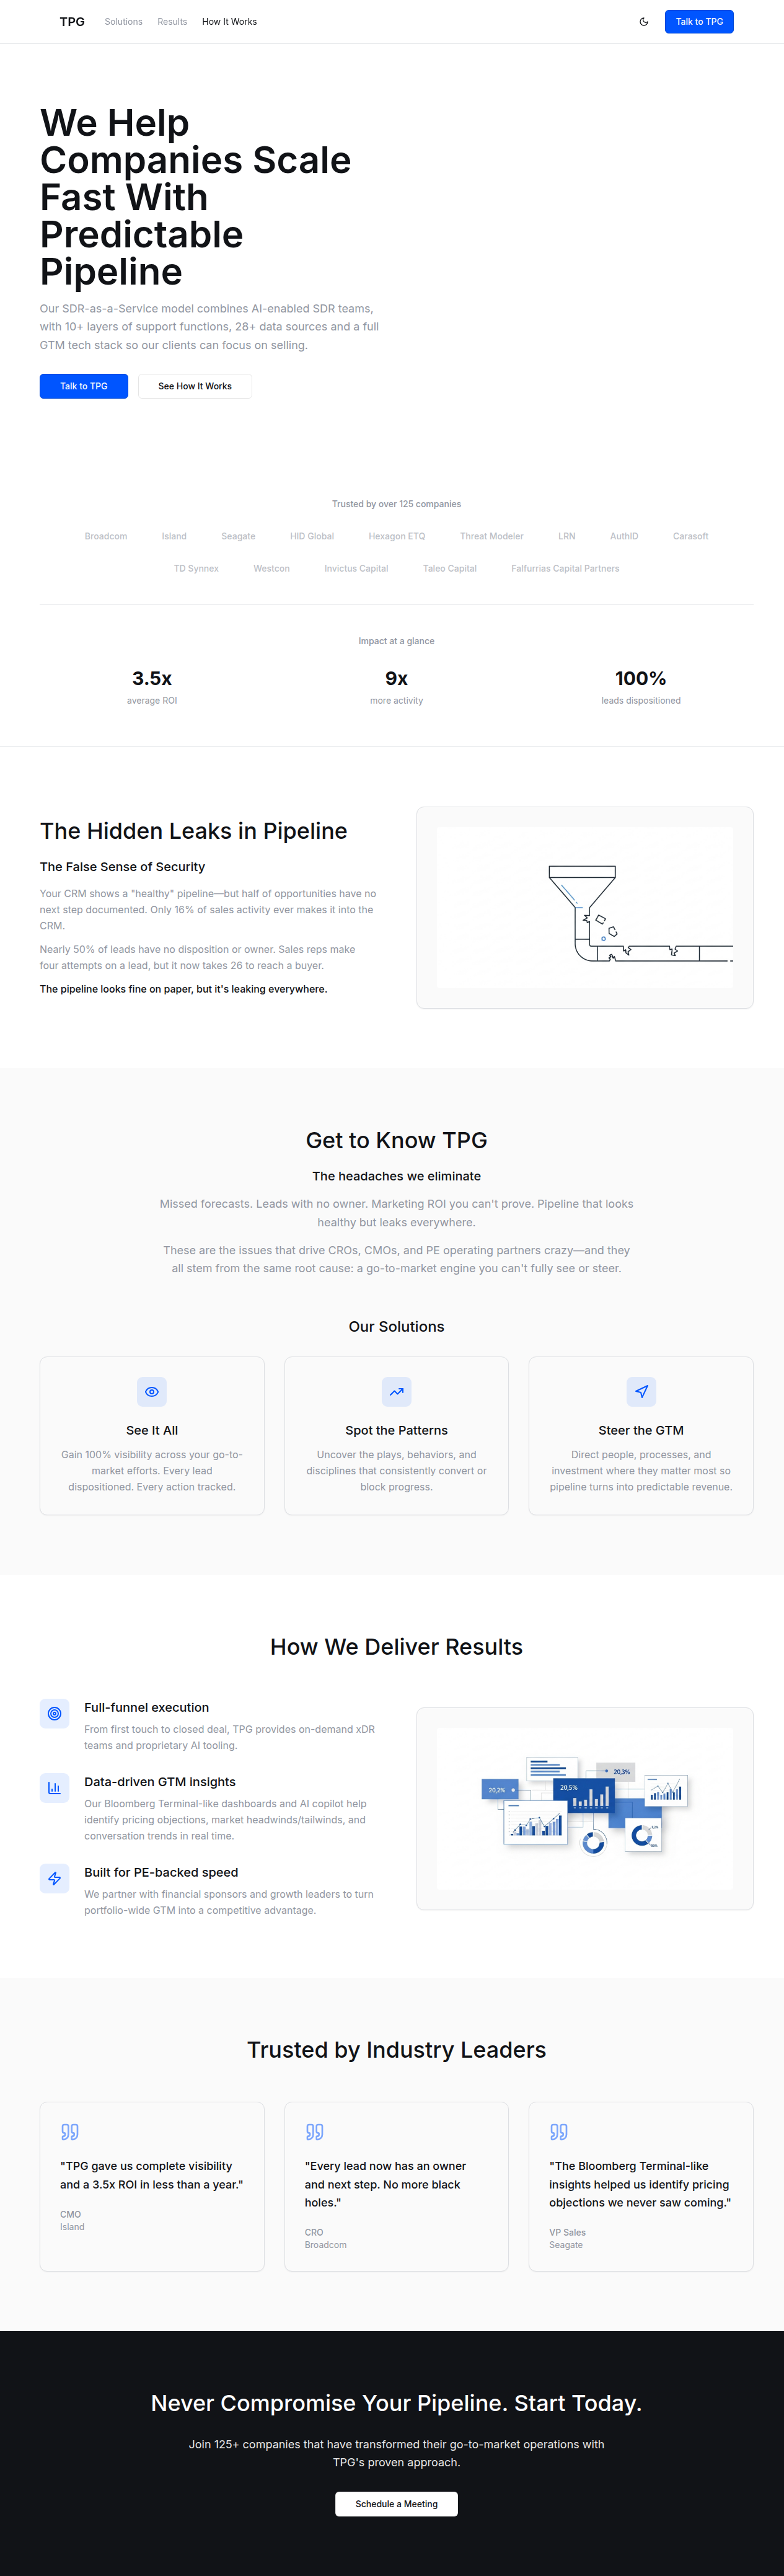 TPG Solutions Results How It Works Talk to TPG
We Help
Companies Scale
Fast With
Predictable
Pipeline
Our SDR-as-a-Service model combines AI-enabled SDR teams,
with 10+ layers of support functions, 28+ data sources and a full
GTM tech stack so our clients can focus on selling.
Talk to TPG See How It Works
Trusted by over 125 companies
Broadcom Island Seagate HID Global Hexagon ETQ Threat Modeler LRN AuthID Carasoft
TD Synnex Westcon Invictus Capital Taleo Capital Falfurrias Capital Partners
Impact at a glance
3.5x 9x 100%
average ROI more activity leads dispositioned
The Hidden Leaks in Pipeline
The False Sense of Security
Your CRM shows a "healthy" pipeline—but half of opportunities have no
next step documented. Only 16% of sales activity ever makes it into the
CRM.
Nearly 50% of leads have no disposition or owner. Sales reps make
four attempts on a lead, but it now takes 26 to reach a buyer.
The pipeline looks fine on paper, but it's leaking everywhere.
Get to Know TPG
The headaches we eliminate
Missed forecasts. Leads with no owner. Marketing ROI you can't prove. Pipeline that looks
healthy but leaks everywhere.
These are the issues that drive CROs, CMOs, and PE operating partners crazy—and they
all stem from the same root cause: a go-to-market engine you can't fully see or steer.
Our Solutions
See It All
Gain 100% visibility across your go-to-
market efforts. Every lead
dispositioned. Every action tracked.
Spot the Patterns
Uncover the plays, behaviors, and
disciplines that consistently convert or
block progress.
Steer the GTM
Direct people, processes, and
investment where they matter most so
pipeline turns into predictable revenue.
How We Deliver Results
Full-funnel execution
From first touch to closed deal, TPG provides on-demand xDR
teams and proprietary AI tooling.
Data-driven GTM insights
Our Bloomberg Terminal-like dashboards and AI copilot help
identify pricing objections, market headwinds/tailwinds, and
conversation trends in real time.
Built for PE-backed speed
We partner with financial sponsors and growth leaders to turn
portfolio-wide GTM into a competitive advantage.
20,2%
20,5%
20,3%
Trusted by Industry Leaders
"TPG gave us complete visibility
and a 3.5x ROI in less than a year."
CMO
Island
"Every lead now has an owner
and next step. No more black
holes."
CRO
Broadcom
"The Bloomberg Terminal-like
insights helped us identify pricing
objections we never saw coming."
VP Sales
Seagate
Never Compromise Your Pipeline. Start Today.
Join 125+ companies that have transformed their go-to-market operations with
TPG's proven approach.
Schedule a Meeting